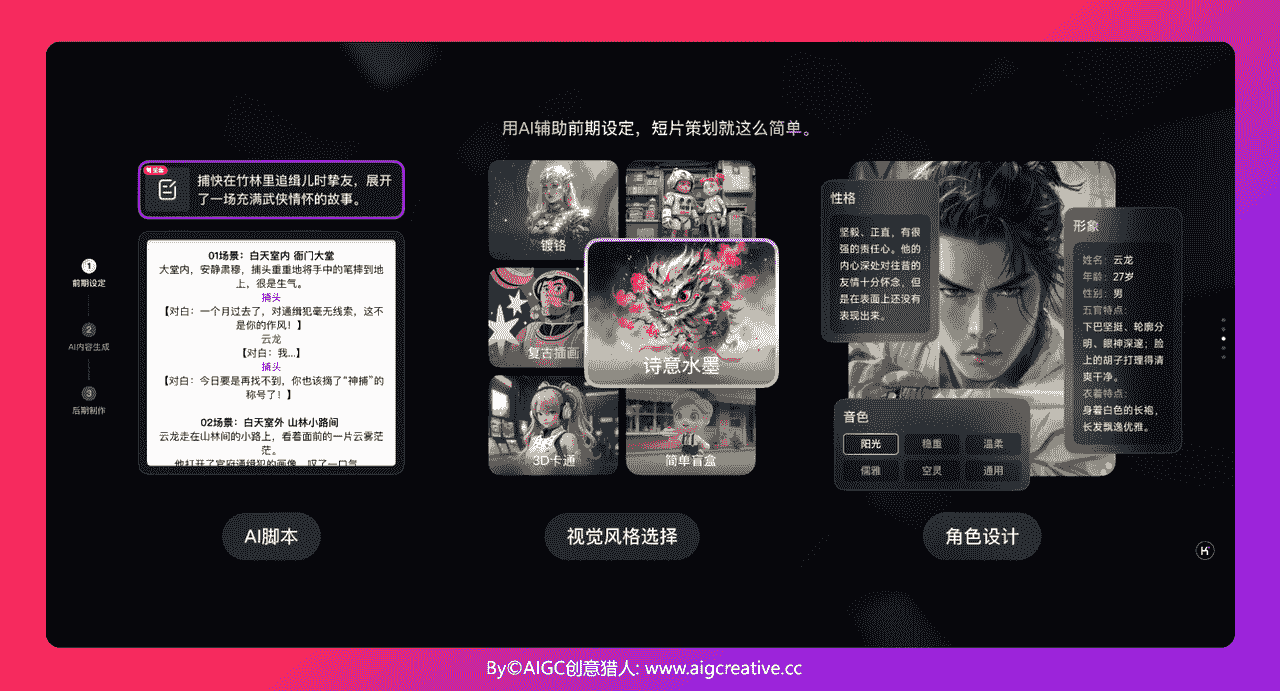 用AI辅助前期设定，短片策划就这么简单。
1
前期设定
2
AI内容生成
3
后期制作
捕快在竹林里追缉儿时挚友，展开
了一场充满武侠情怀的故事。
01场景：白天室内 衙门大堂
大堂内，安静肃穆，捕头重重地将手中的笔摔到地
上，很是生气。
捕头
【对白：一个月过去了，对通缉犯毫无线索，这不
是你的作风！】
云龙
【对白：我...】
捕头
【对白：今日要是再找不到，你也该摘了“神捕”的
称号了！】
02场景：白天室外 山林小路间
云龙走在山林间的小路上，看着面前的一片云雾茫
茫。
他打开了官府通缉犯的画像，叹了一口气
AI脚本
镀铬
复古插画
诗意水墨
3D卡通
简单盲盒
视觉风格选择
性格
坚毅、正直，有很
强的责任心。他的
内心深处对往昔的
友情十分怀念，但
是在表面上还没有
表现出来。
形象
姓名：云龙
年龄：27岁
性别：男
五官特点：
下巴坚挺、轮廓分
明、眼神深邃；脸
上的胡子打理得清
爽干净。
衣着特点：
身着白色的长袍，
长发飘逸优雅。
音色
阳光 稳重 温柔
儒雅 空灵 通用
角色设计
K
By©AIGC创意猎人: www.aigcreative.cc